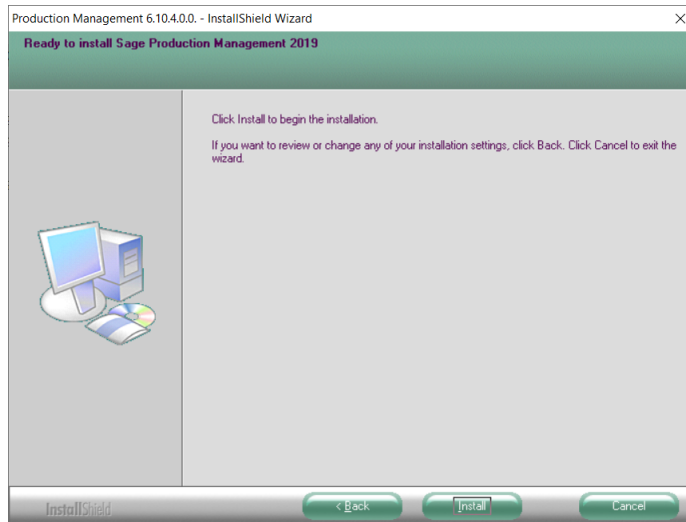 Production Management 6.10.4.0.0. - InstallShield Wizard
Ready to install Sage Production Management 2019
Click Install to begin the installation.
If you want to review or change any of your installation settings, click Back. Click Cancel to exit the
wizard.
InstallShield
< Back
Install
Cancel